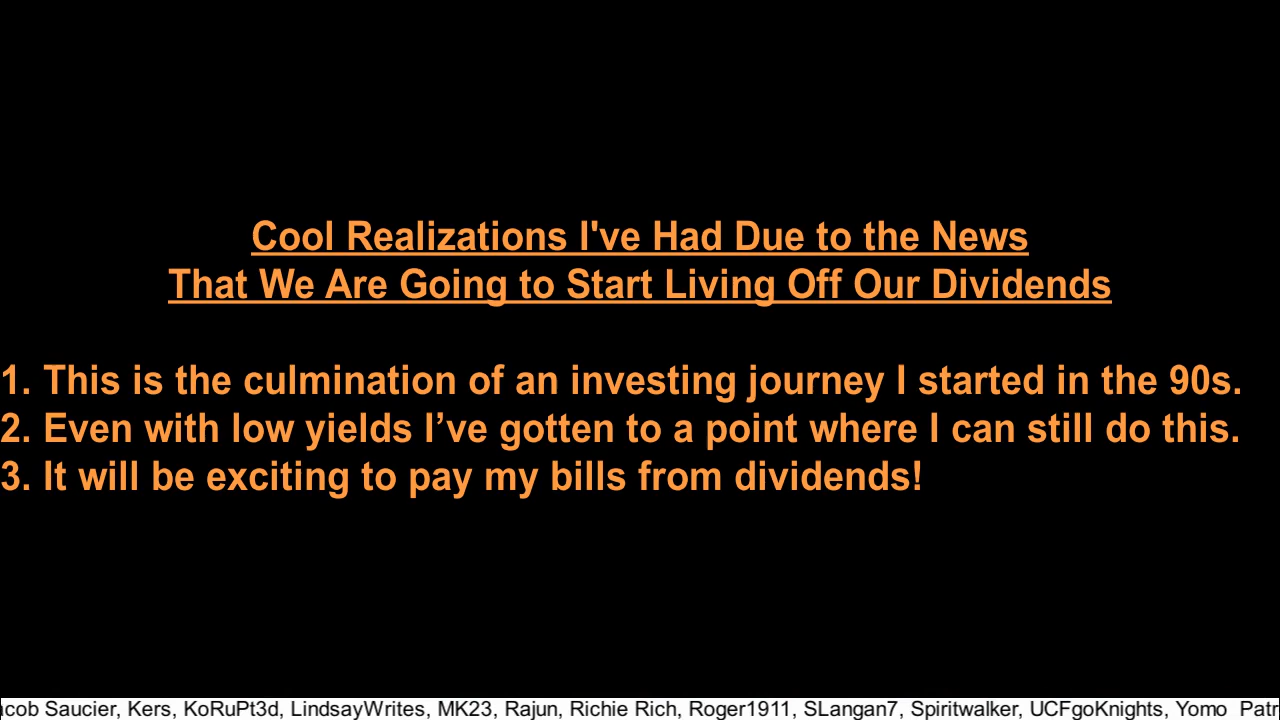 Cool Realizations I've Had Due to the News
That We Are Going to Start Living Off Our Dividends
1. This is the culmination of an investing journey I started in the 90s.
2. Even with low yields I’ve gotten to a point where I can still do this.
3. It will be exciting to pay my bills from dividends!
Saucier, Kers, KoRuPt3d, LindsayWrites, MK23, Rajun, Richie Rich, Roger1911, SLangan7, Spiritwalker, UCFgoKnights, Yomo